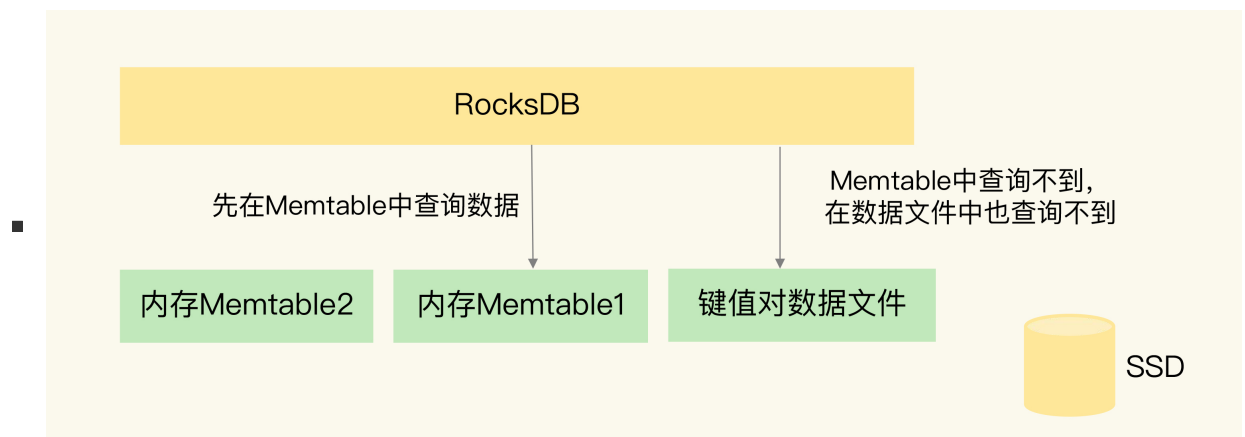 RocksDB
先在Memtable中查询数据
Memtable中查询不到，
在数据文件中也查询不到
内存Memtable2
内存Memtable1
键值对数据文件
SSD